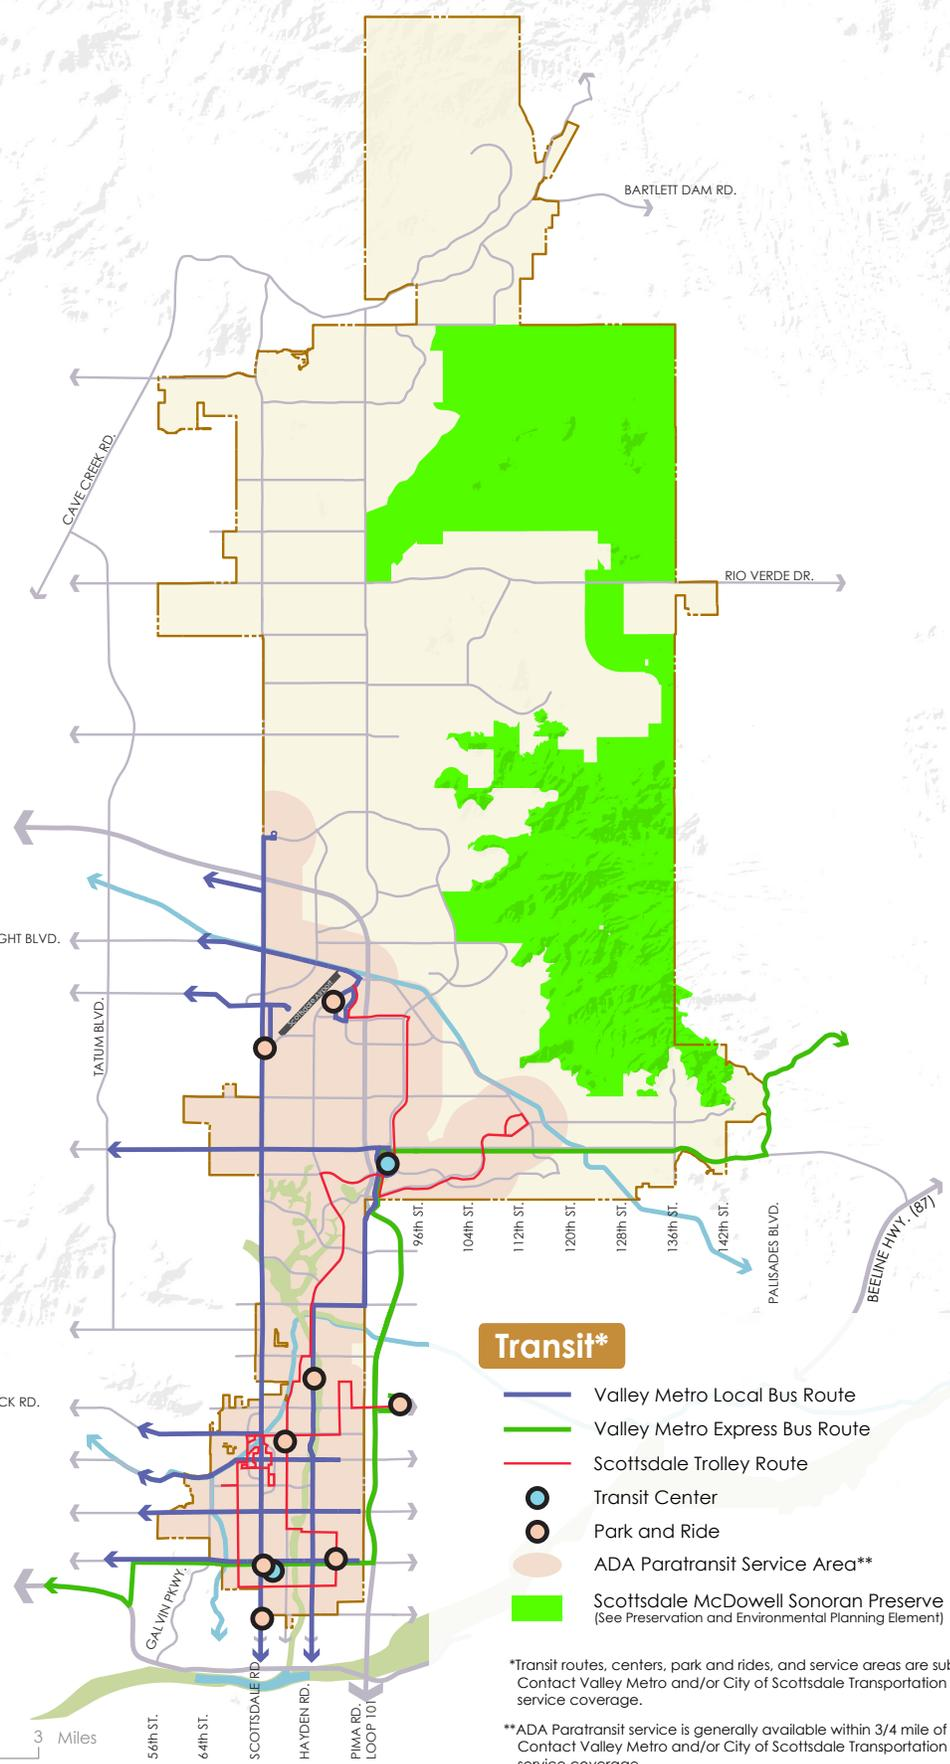 BARTLETT DAM RD.
CAVE CREEK RD.
RIO VERDE DR.
GHT BLVD.
Scottsdale Airport
TATUM BLVD.
96th ST.
104th ST.
112th ST.
120th ST.
128th ST.
136th ST.
142th ST.
PALISADES BLVD.
BEELINE HWY. (87)
CK RD.
Transit*
Valley Metro Local Bus Route
Valley Metro Express Bus Route
Scottsdale Trolley Route
Transit Center
Park and Ride
ADA Paratransit Service Area**
Scottsdale McDowell Sonoran Preserve
(See Preservation and Environmental Planning Element)
GALVIN PKWY.
*Transit routes, centers, park and rides, and service areas are sub
Contact Valley Metro and/or City of Scottsdale Transportation
service coverage.
**ADA Paratransit service is generally available within 3/4 mile of
Contact Valley Metro and/or City of Scottsdale Transportation
service coverage.
3 Miles
56th ST.
64th ST.
SCOTTSDALE RD.
HAYDEN RD.
PIMA RD.
LOOP 101